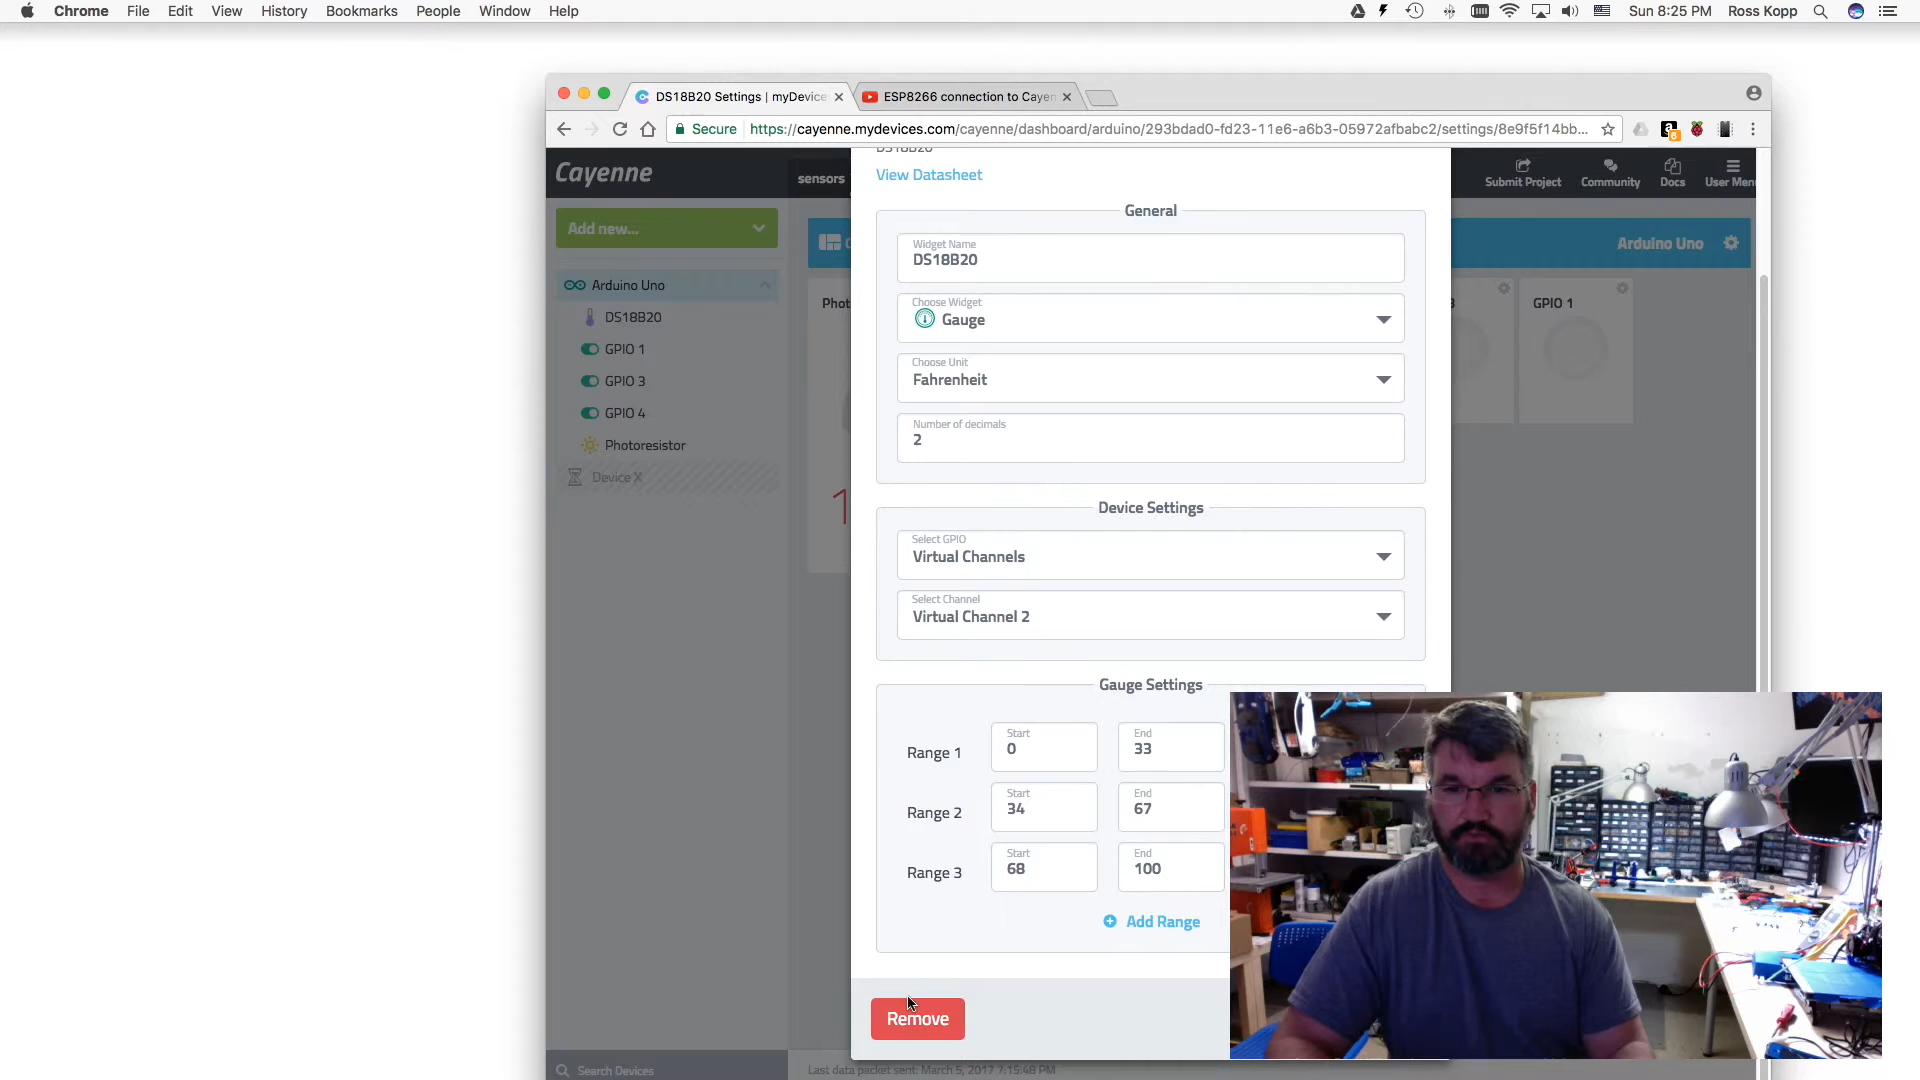 Chrome File Edit View History Bookmarks People Window Help Sun 8:25 PM Ross Kopp
DS18B20 Settings | myDevice ESP8266 connection to Cayen
Secure https://cayenne.mydevices.com/cayenne/dashboard/arduino/293bdad0-fd23-11e6-a6b3-05972afbabc2/settings/8e9f5f14bb...
Cayenne sensors Submit Project Community Docs User Men
DS18B20
View Datasheet
Add new...
Arduino Uno
DS18B20
GPIO 1
GPIO 3
GPIO 4
Photoresistor
Device X
Search Devices
Phot
General
Widget Name
DS18B20
Choose Widget
Gauge
Choose Unit
Fahrenheit
Number of decimals
2
Device Settings
Select GPIO
Virtual Channels
Select Channel
Virtual Channel 2
Gauge Settings
Range 1 Start 0 End 33
Range 2 Start 34 End 67
Range 3 Start 68 End 100
Add Range
Remove
Arduino Uno
3 GPIO 1
Last data packet sent: March 5, 2017 7:15:48 PM